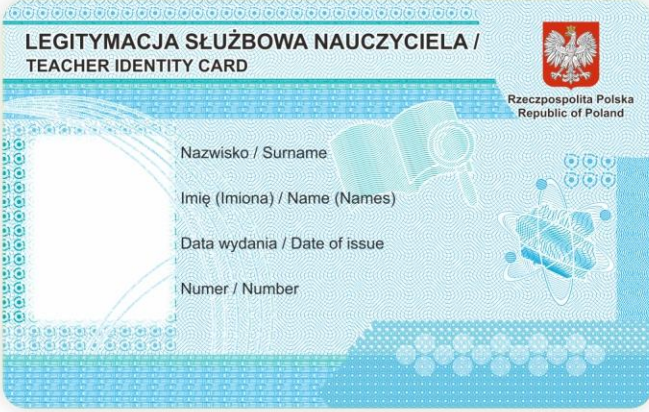 LEGITYMACJA SŁUŻBOWA NAUCZYCIELA /
TEACHER IDENTITY CARD
Rzeczpospolita Polska
Republic of Poland
Nazwisko / Surname
Imię (Imiona) / Name (Names)
Data wydania / Date of issue
Numer / Number